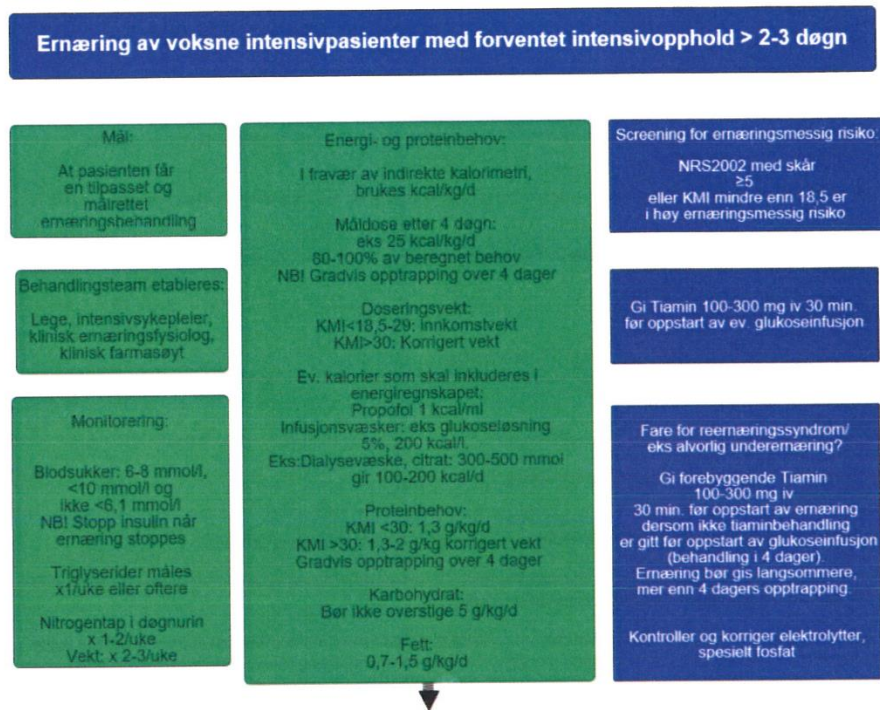 Ernæring av voksne intensivpasienter med forventet intensivopphold > 2-3 døgn
Mål:
At pasienten får
en tilpasset og
målrettet
ernæringsbehandling
Behandlingsteam etableres:
Lege, intensivsykepleier,
klinisk ernæringsfysiolog,
klinisk farmasøyt
Monitorering:
Blodsukker: 6-8 mmol/l,
<10 mmol/l og
ikke <6,1 mmol/l
NB! Stopp insulin når
ernæring stoppes
Triglyserider måles
x1/uke eller oftere
Nitrogentap i døgnurin
x 1-2/uke
Vekt: x 2-3/uke
Energi- og proteinbehov:
I fravær av indirekte kalorimetri,
brukes kcal/kg/d
Måldose etter 4 døgn:
eks 25 kcal/kg/d
80-100% av beregnet behov
NB! Gradvis opptrapping over 4 dager
Doseringsvekt:
KMI<18,5-29: Innkomstvekt
KMI>30: Korrigert vekt
Ev. kalorier som skal inkluderes i
energiregnskapet:
Propofol 1 kcal/ml
Infusjonsvæsker: eks glukoseløsning
5%, 200 kcal/l.
Eks:Dialysevæske, citrat: 300-500 mmol
gir 100-200 kcal/d
Proteinbehov:
KMI <30: 1,3 g/kg/d
KMI >30: 1,3-2 g/kg korrigert vekt
Gradvis opptrapping over 4 dager
Karbohydrat:
Bør ikke overstige 5 g/kg/d
Fett:
0,7-1,5 g/kg/d
Screening for ernæringsmessig risiko:
NRS2002 med skår
≥5
eller KMI mindre enn 18,5 er
i høy ernæringsmessig risiko
Gi Tiamin 100-300 mg iv 30 min.
før oppstart av ev. glukoseinfusjon
Fare for reernæringssyndrom/
eks alvorlig underernæring?
Gi forebyggende Tiamin
100-300 mg iv
30 min. før oppstart av ernæring
dersom ikke tiaminbehandling
er gitt før oppstart av glukoseinfusjon
(behandling i 4 dager).
Ernæring bør gis langsommere,
mer enn 4 dagers opptrapping.
Kontroller og korriger elektrolytter,
spesielt fosfat